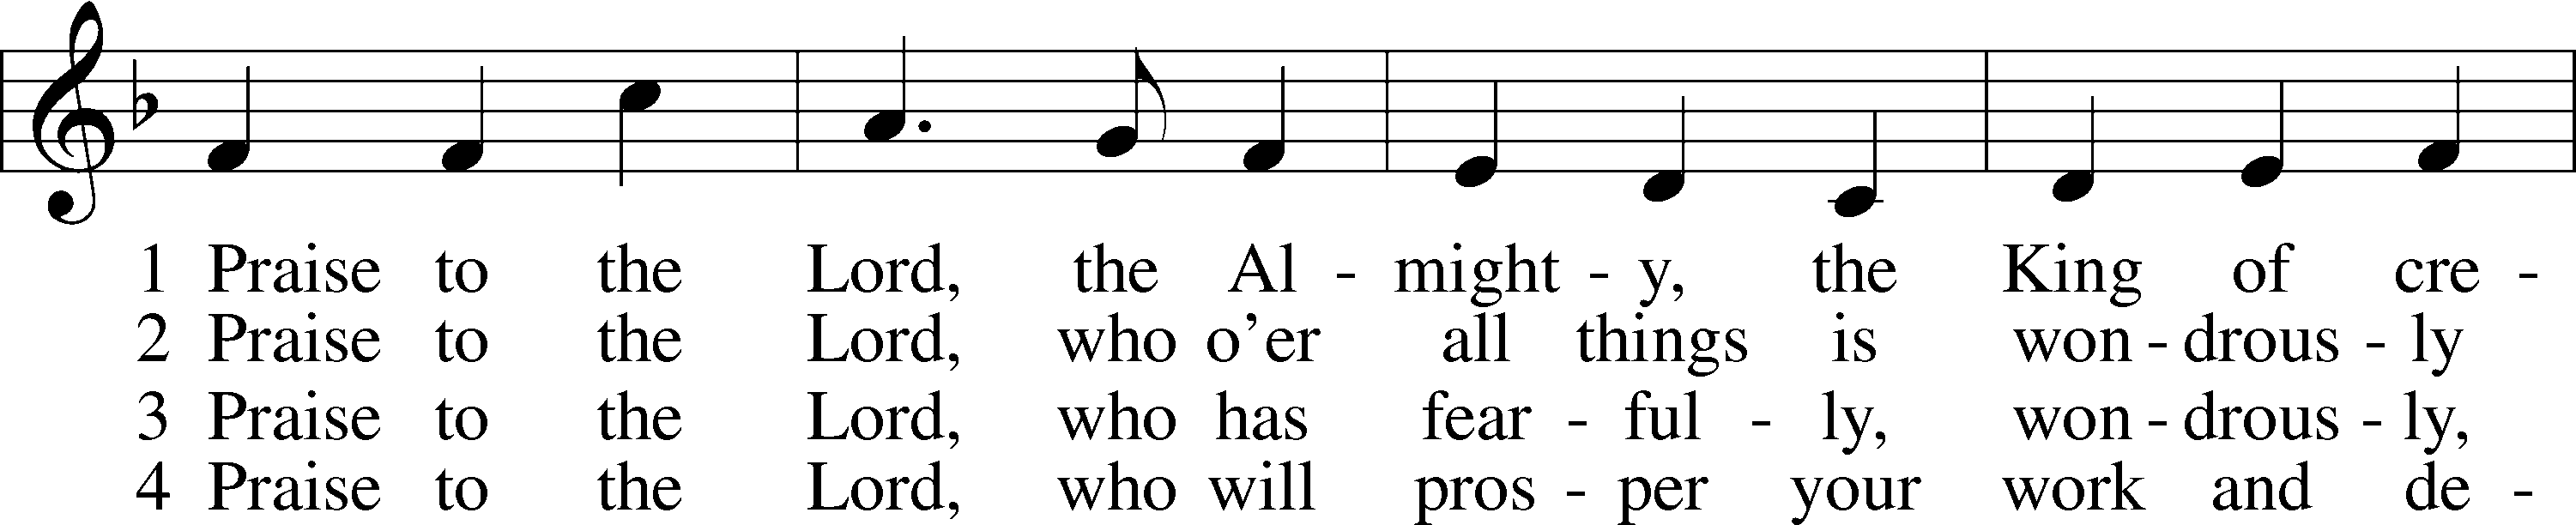 1 Praise to the Lord, the Al - might - y, the King of cre -
2 Praise to the Lord, who o’er all things is won - drous - ly
3 Praise to the Lord, who has fear - ful - ly, won - drous - ly,
4 Praise to the Lord, who will pros - per your work and de -